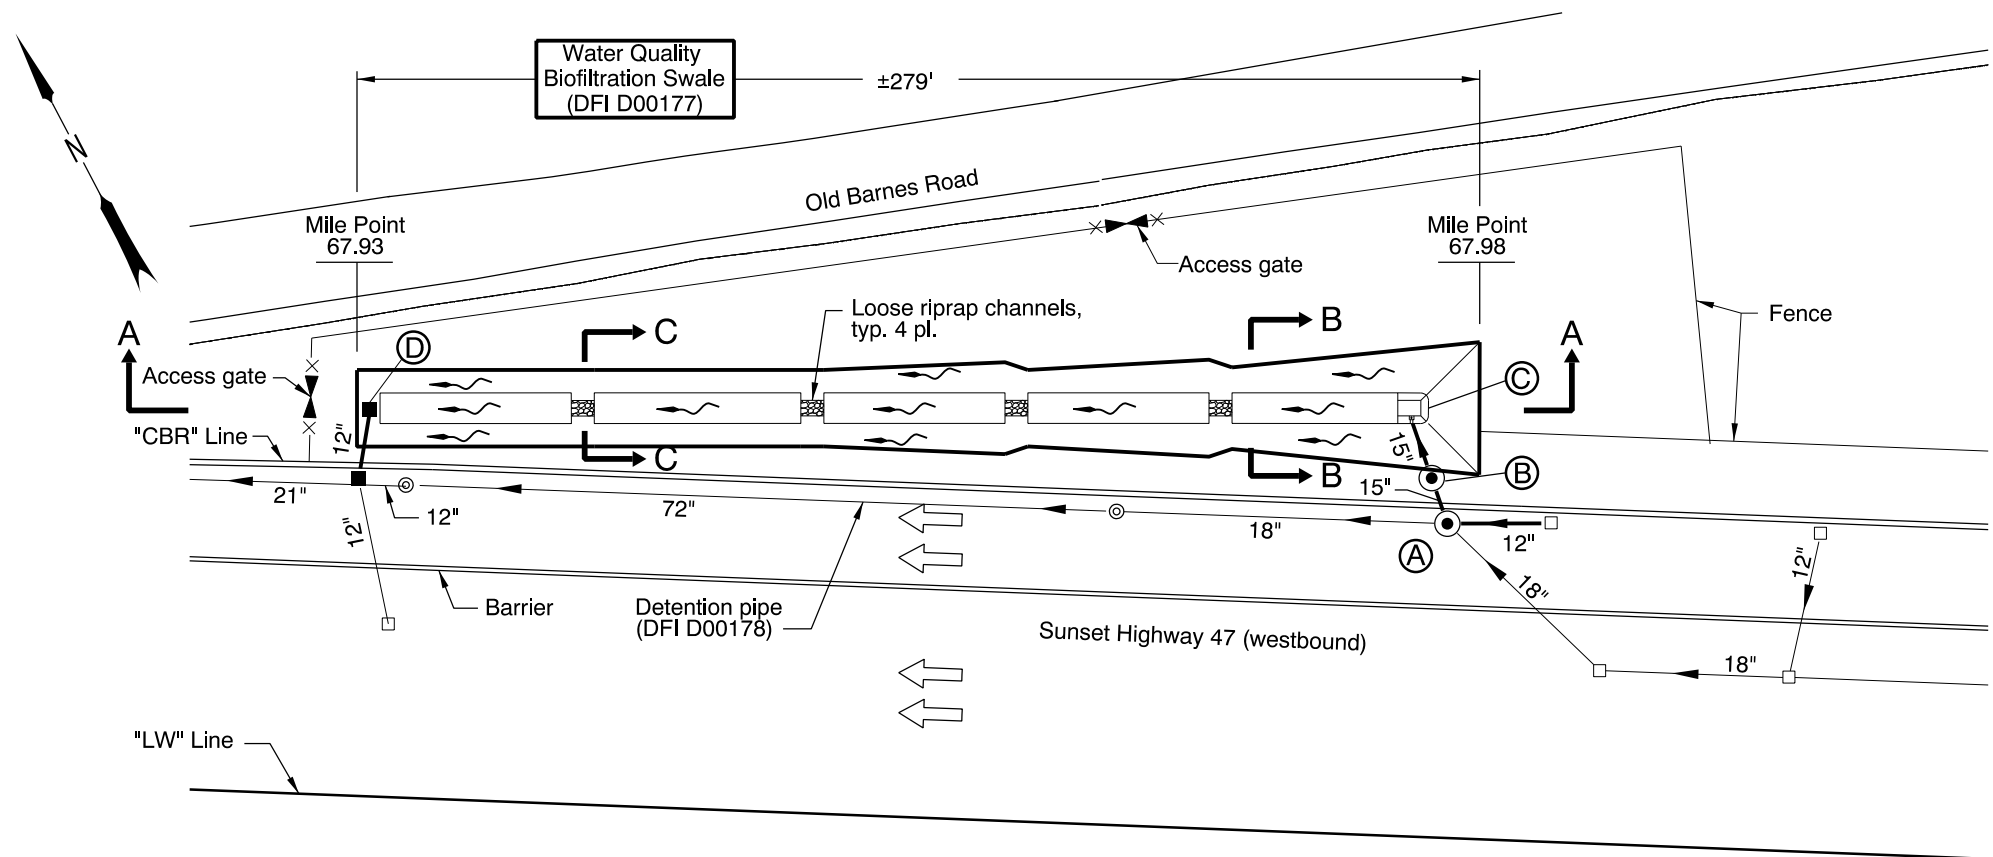 Water Quality
Biofiltration Swale
(DFI D00177)
±279'
N
Old Barnes Road
Mile Point
67.93
Mile Point
67.98
Access gate
Loose riprap channels,
typ. 4 pl.
Fence
A
C
B
A
D
Access gate
C
"CBR" Line
12"
15"
C
B
B
21"
12"
72"
15"
18"
12"
12"
A
12"
18"
Barrier
Detention pipe
(DFI D00178)
Sunset Highway 47 (westbound)
18"
"LW" Line